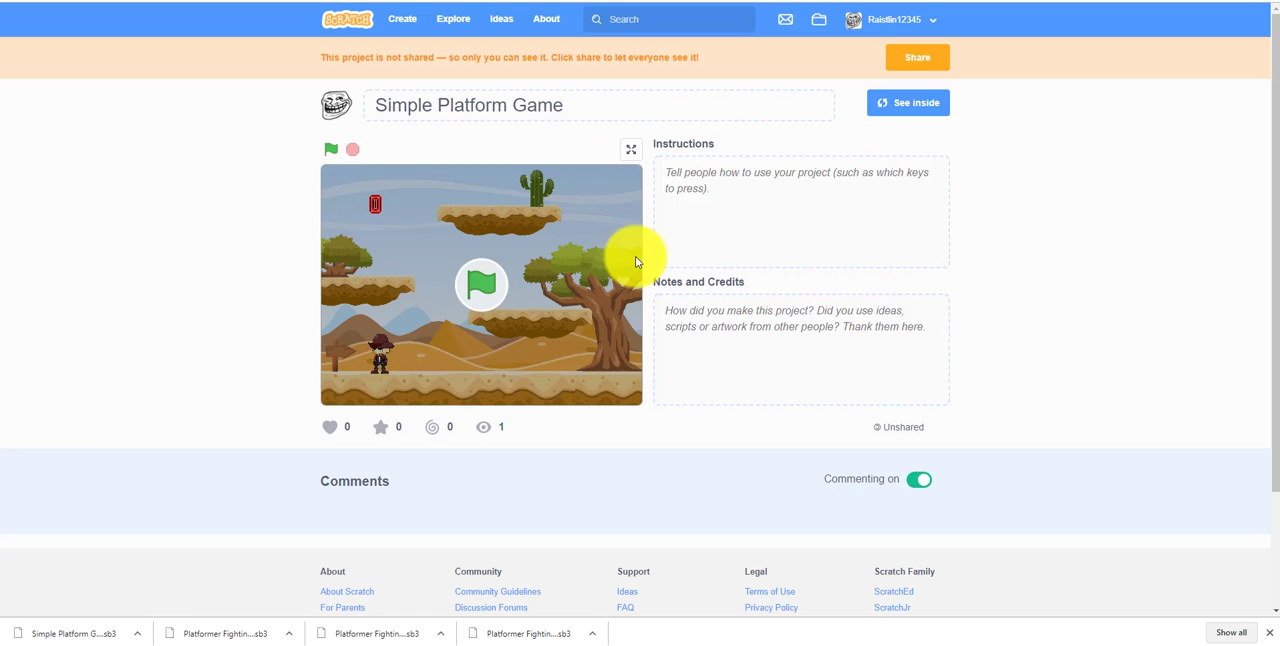 SCRATCH Create Explore Ideas About Search Raistlin12345
This project is not shared — so only you can see it. Click share to let everyone see it! Share
Simple Platform Game See inside
Instructions
Tell people how to use your project (such as which keys
to press).
Notes and Credits
How did you make this project? Did you use ideas,
scripts or artwork from other people? Thank them here.
0 0 0 1 Unshared
Comments Commenting on
About Community Support Legal Scratch Family
About Scratch Community Guidelines Ideas Terms of Use ScratchEd
For Parents Discussion Forums FAQ Privacy Policy ScratchJr
Simple Platform G....sb3 Platformer Fightin....sb3 Platformer Fightin....sb3 Platformer Fightin....sb3 Show all